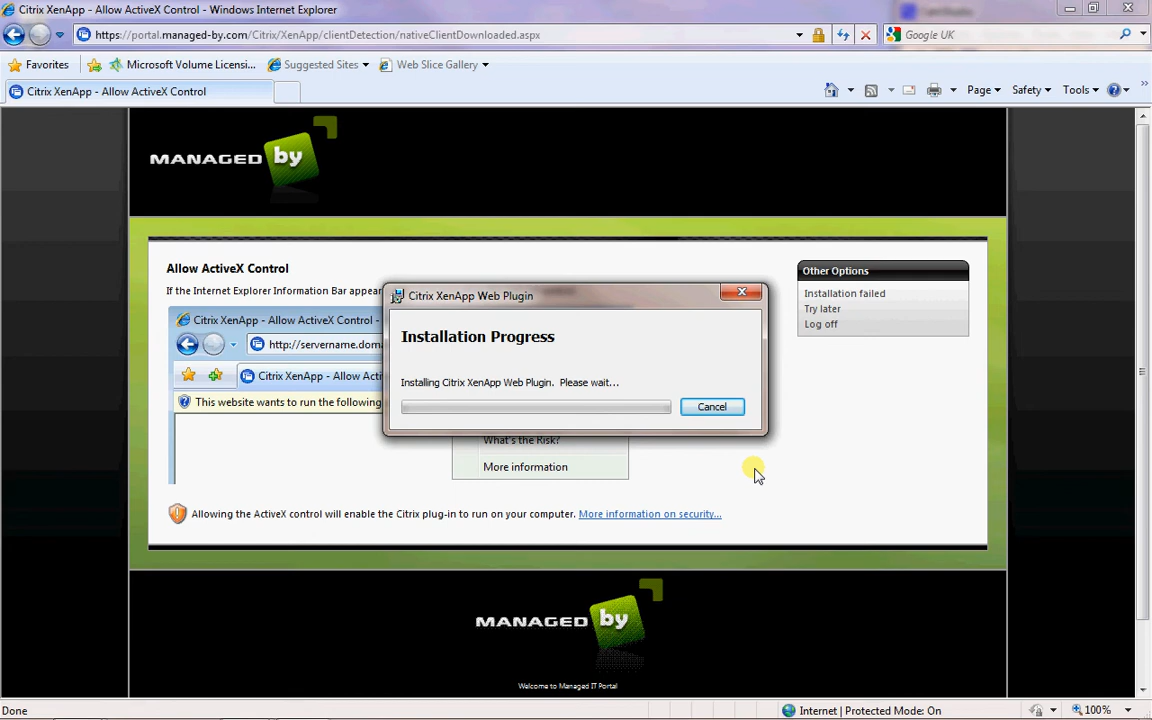 Citrix XenApp - Allow ActiveX Control - Windows Internet Explorer
https://portal.managed-by.com/Citrix/XenApp/clientDetection/nativeClientDownloaded.aspx
Google UK
Favorites
Microsoft Volume Licensi...
Suggested Sites
Web Slice Gallery
Citrix XenApp - Allow ActiveX Control
Page
Safety
Tools
MANAGED by
Allow ActiveX Control
If the Internet Explorer Information Bar appear
Citrix XenApp - Allow ActiveX Control -
http://servername.doma
Citrix XenApp - Allow Acti
This website wants to run the following
Citrix XenApp Web Plugin
Installation Progress
Installing Citrix XenApp Web Plugin. Please wait...
Cancel
What's the Risk?
More information
Other Options
Installation failed
Try later
Log off
Allowing the ActiveX control will enable the Citrix plug-in to run on your computer. More information on security...
MANAGED by
Welcome to Managed IT Portal
Done
Internet | Protected Mode: On
100%